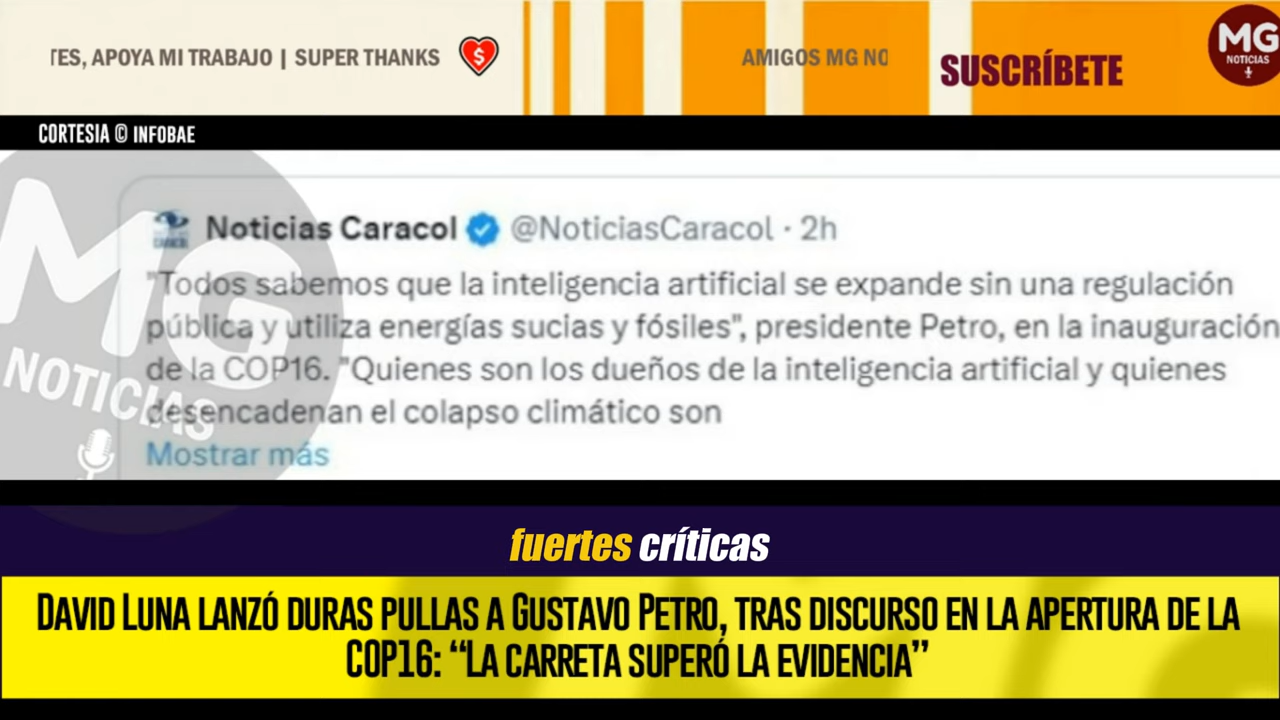 TES, APOYA MI TRABAJO | SUPER THANKS
AMIGOS MG NO
SUSCRÍBETE
MG
NOTICIAS
CORTESIA © INFOBAE
MG
NOTICIAS
Noticias Caracol @NoticiasCaracol · 2h
"Todos sabemos que la inteligencia artificial se expande sin una regulación
pública y utiliza energías sucias y fósiles", presidente Petro, en la inauguración
de la COP16. "Quienes son los dueños de la inteligencia artificial y quienes
desencadenan el colapso climático son
Mostrar más
fuertes críticas
DAVID LUNA LANZÓ DURAS PULLAS A GUSTAVO PETRO, TRAS DISCURSO EN LA APERTURA DE LA
COP16: “LA CARRETA SUPERÓ LA EVIDENCIA”